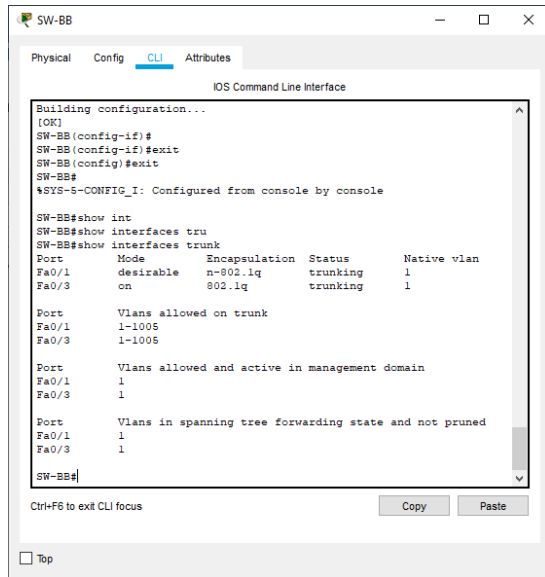 SW-BB
Physical Config CLI Attributes
IOS Command Line Interface
Building configuration...
[OK]
SW-BB(config-if)#
SW-BB(config-if)#exit
SW-BB(config)#exit
SW-BB#
%SYS-5-CONFIG_I: Configured from console by console
SW-BB#show int
SW-BB#show interfaces tru
SW-BB#show interfaces trunk
Port Mode Encapsulation Status Native vlan
Fa0/1 desirable n-802.1q trunking 1
Fa0/3 on 802.1q trunking 1
Port Vlans allowed on trunk
Fa0/1 1-1005
Fa0/3 1-1005
Port Vlans allowed and active in management domain
Fa0/1 1
Fa0/3 1
Port Vlans in spanning tree forwarding state and not pruned
Fa0/1 1
Fa0/3 1
SW-BB#
Ctrl+F6 to exit CLI focus Copy Paste
Top